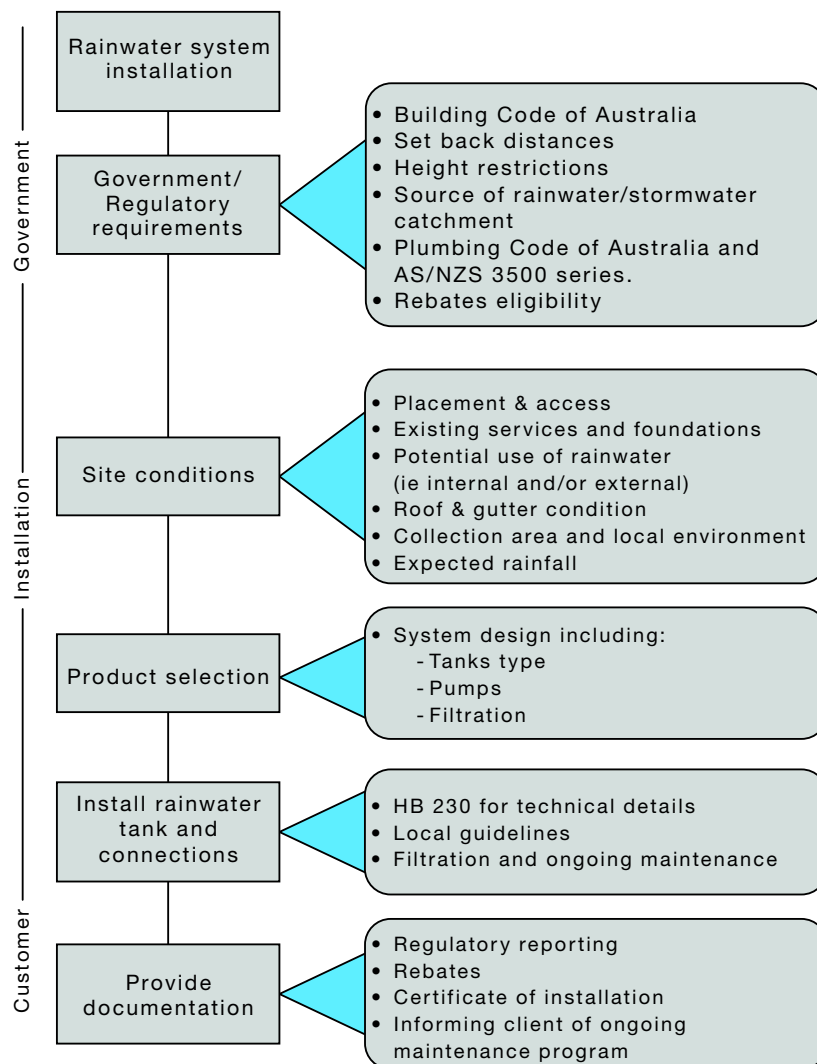 Rainwater system
installation
Government/
Regulatory
requirements
• Building Code of Australia
• Set back distances
• Height restrictions
• Source of rainwater/stormwater
catchment
• Plumbing Code of Australia and
AS/NZS 3500 series.
• Rebates eligibility
Site conditions
• Placement & access
• Existing services and foundations
• Potential use of rainwater
(ie internal and/or external)
• Roof & gutter condition
• Collection area and local environment
• Expected rainfall
Product selection
• System design including:
- Tanks type
- Pumps
- Filtration
Install rainwater
tank and
connections
• HB 230 for technical details
• Local guidelines
• Filtration and ongoing maintenance
Provide
documentation
• Regulatory reporting
• Rebates
• Certificate of installation
• Informing client of ongoing
maintenance program
Government
Installation
Customer